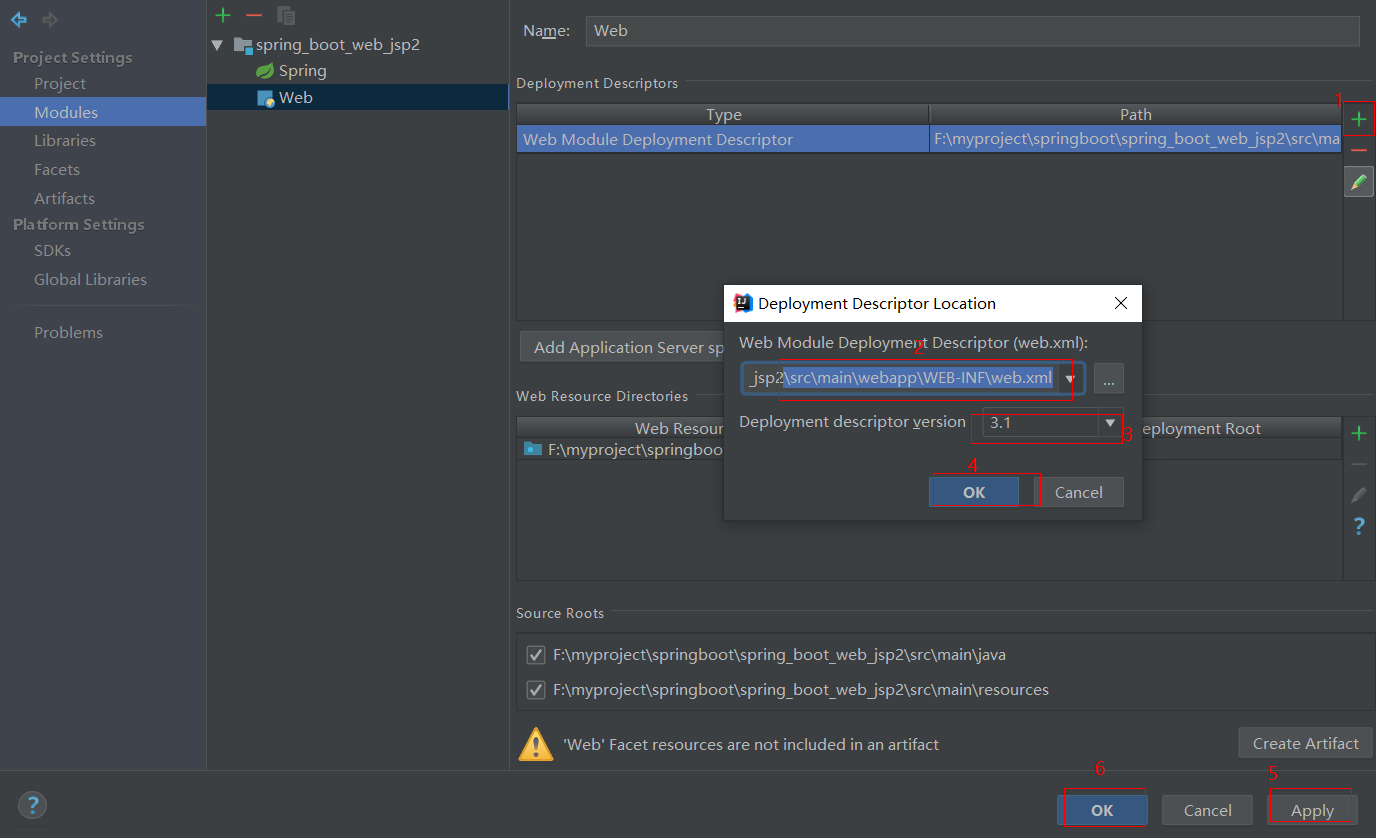 Project Settings
Project
Modules
Libraries
Facets
Artifacts
Platform Settings
SDKs
Global Libraries
Problems
spring_boot_web_jsp2
Spring
Web
Name: Web
Deployment Descriptors
1
Type Path
Web Module Deployment Descriptor F:\myproject\springboot\spring_boot_web_jsp2\src\ma
Add Application Server sp
Web Resource Directories
Web Resour eployment Root
F:\myproject\springboo
Deployment Descriptor Location
Web Module Deployment Descriptor (web.xml):
2
_jsp2\src\main\webapp\WEB-INF\web.xml ...
Deployment descriptor version 3.1
3
4
OK Cancel
?
Source Roots
F:\myproject\springboot\spring_boot_web_jsp2\src\main\java
F:\myproject\springboot\spring_boot_web_jsp2\src\main\resources
'Web' Facet resources are not included in an artifact Create Artifact
6 5
? OK Cancel Apply